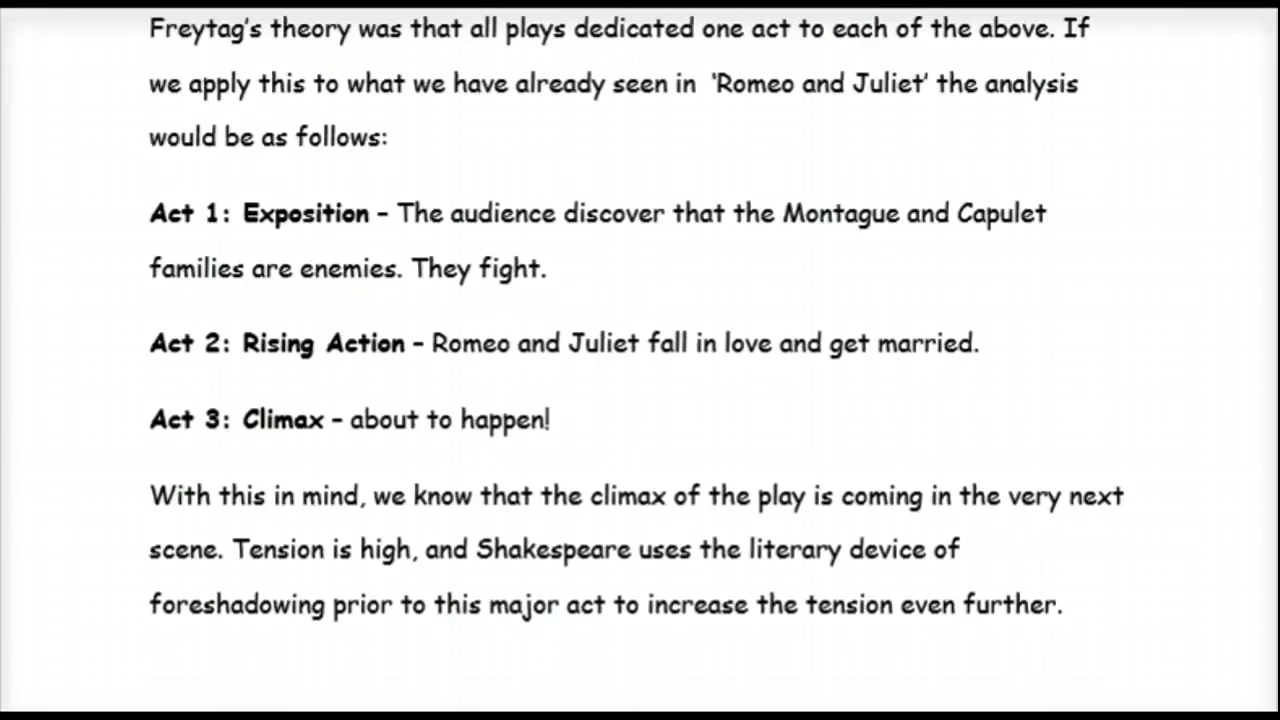 Freytag’s theory was that all plays dedicated one act to each of the above. If
we apply this to what we have already seen in ‘Romeo and Juliet’ the analysis
would be as follows:
Act 1: Exposition – The audience discover that the Montague and Capulet
families are enemies. They fight.
Act 2: Rising Action – Romeo and Juliet fall in love and get married.
Act 3: Climax – about to happen!
With this in mind, we know that the climax of the play is coming in the very next
scene. Tension is high, and Shakespeare uses the literary device of
foreshadowing prior to this major act to increase the tension even further.